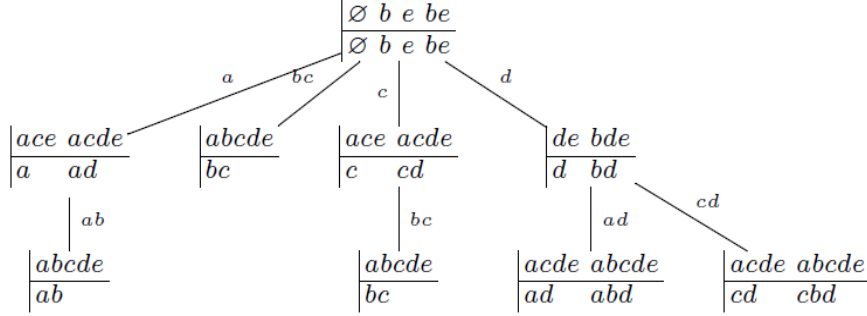 ∅ b e be
∅ b e be
a bc c d
ace acde abcde ace acde de bde
a ad bc c cd d bd
ab bc ad cd
abcde abcde acde abcde acde abcde
ab bc ad abd cd cbd